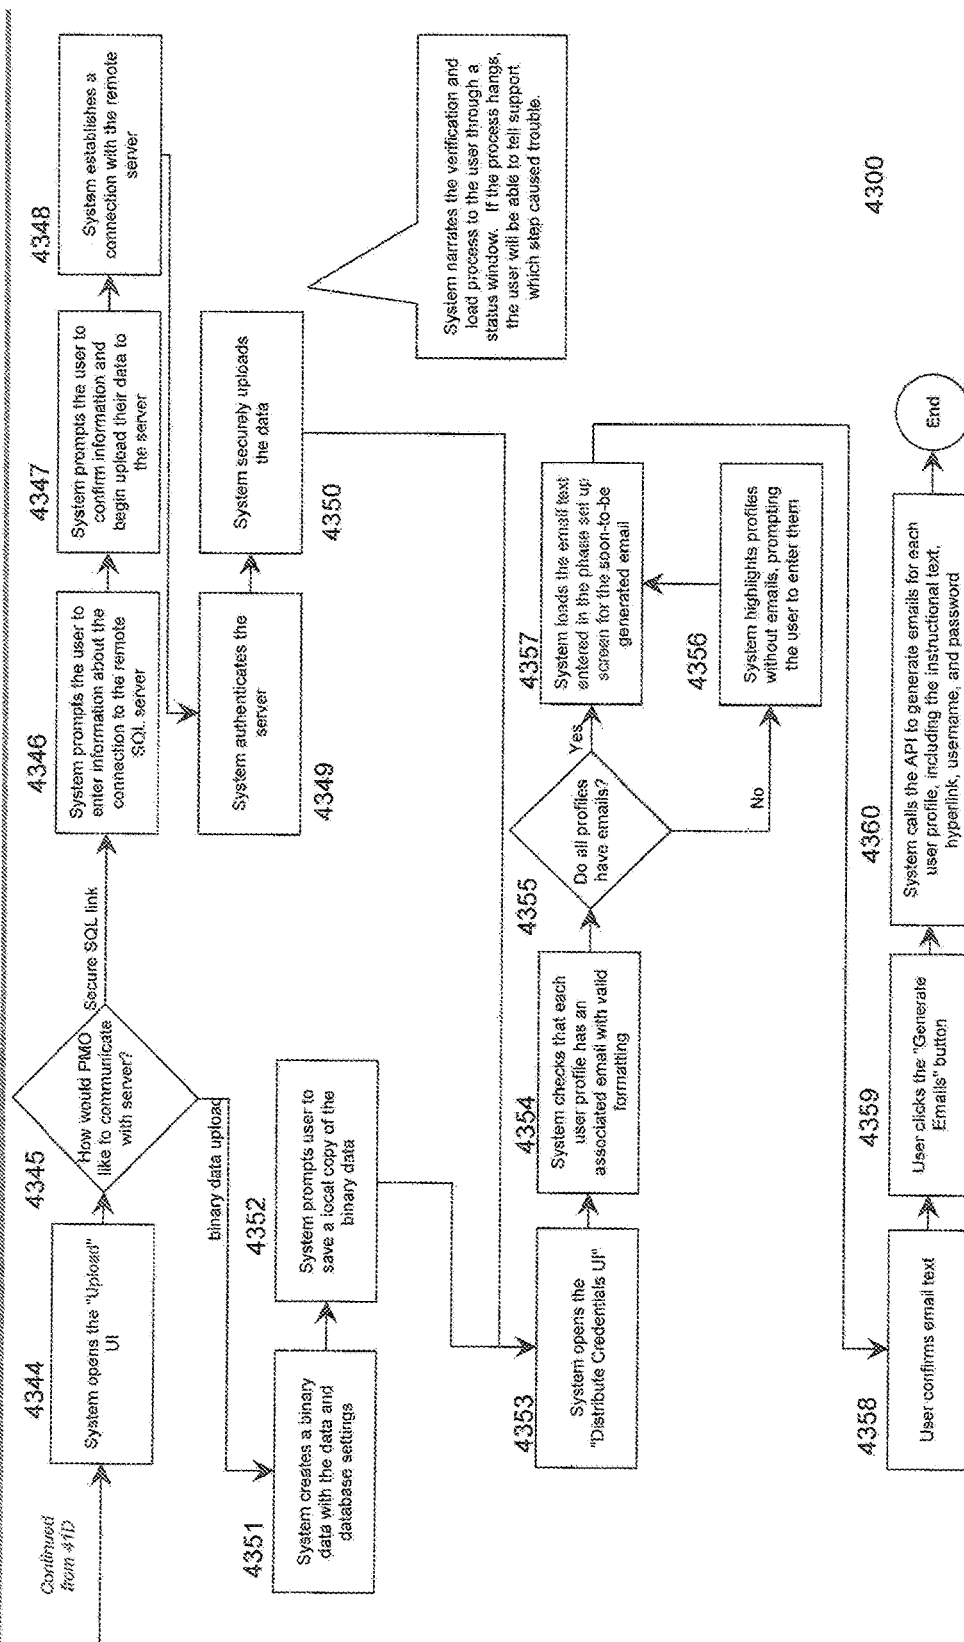 Continued
from 41D
4344
System opens the "Upload"
UI
4345
How would PMO
like to communicate
with server?
Secure SQL link
binary data upload
4346
System prompts the user to
enter information about the
connection to the remote
SQL server
4347
System prompts the user to
confirm information and
begin upload their data to
the server
4348
System establishes a
connection with the remote
server
4349
System authenticates the
server
4350
System securely uploads
the data
System narrates the verification and
load process to the user through a
status window. If the process hangs,
the user will be able to tell support
which step caused trouble.
4351
System creates a binary
data with the data and
database settings
4352
System prompts user to
save a local copy of the
binary data
4353
System opens the
"Distribute Credentials UI"
4354
System checks that each
user profile has an
associated email with valid
formatting
4355
Do all profiles
have emails?
Yes
No
4357
System loads the email text
entered in the phase set up
screen for the soon-to-be
generated email
4356
System highlights profiles
without emails, prompting
the user to enter them
4358
User confirms email text
4359
User clicks the "Generate
Emails" button
4360
System calls the API to generate emails for each
user profile, including the instructional text,
hyperlink, username, and password
End
4300